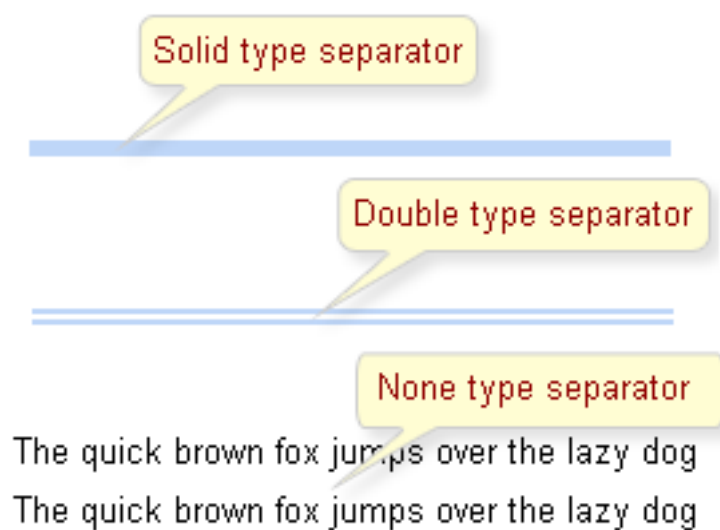 Solid type separator
Double type separator
None type separator
The quick brown fox jumps over the lazy dog
The quick brown fox jumps over the lazy dog